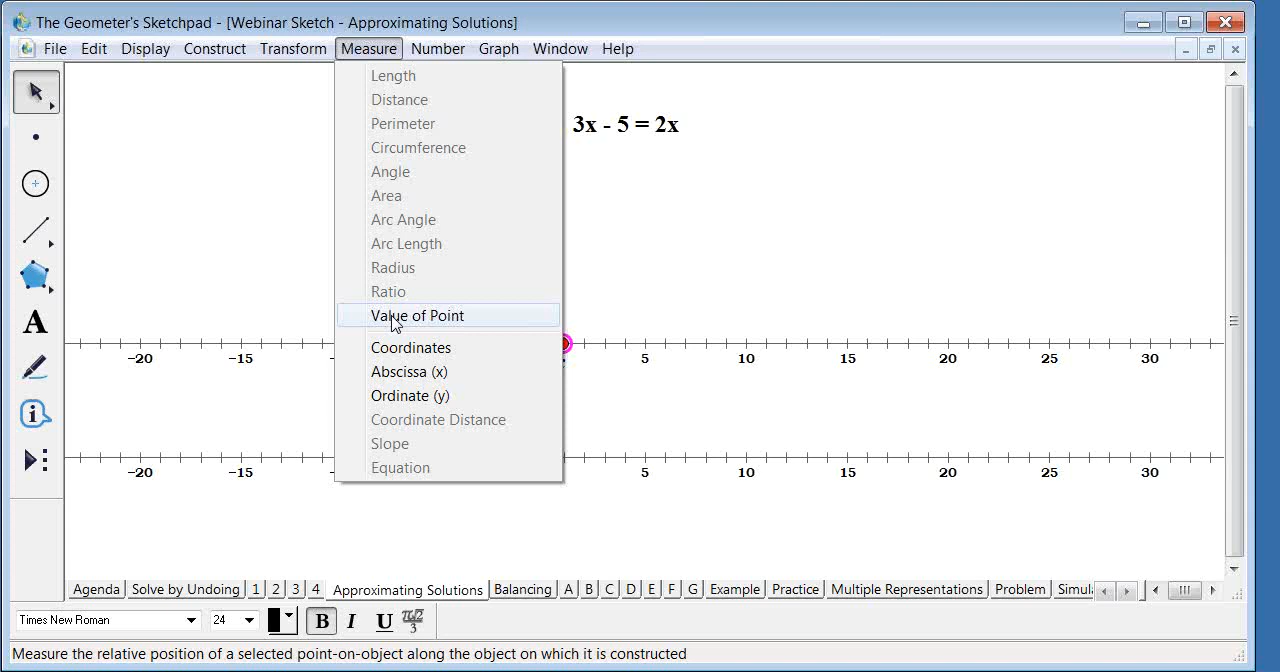 The Geometer's Sketchpad - [Webinar Sketch - Approximating Solutions]
File Edit Display Construct Transform Measure Number Graph Window Help
Length
Distance
Perimeter
Circumference
Angle
Area
Arc Angle
Arc Length
Radius
Ratio
Value of Point
Coordinates
Abscissa (x)
Ordinate (y)
Coordinate Distance
Slope
Equation
3x - 5 = 2x
-20 -15 5 10 15 20 25 30
-20 -15 5 10 15 20 25 30
A
i
Agenda Solve by Undoing 1 2 3 4 Approximating Solutions Balancing A B C D E F G Example Practice Multiple Representations Problem Simula
Times New Roman 24 B I U
Measure the relative position of a selected point-on-object along the object on which it is constructed